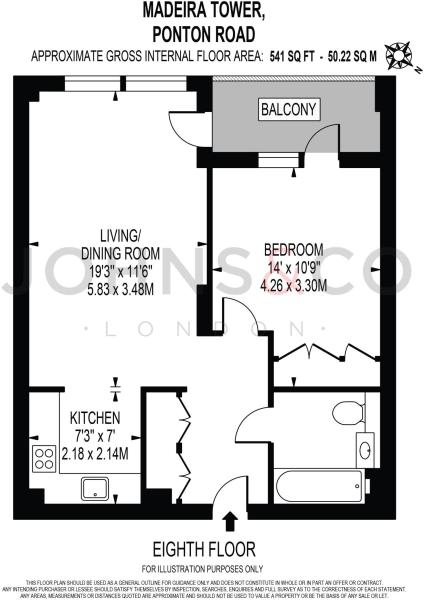 MADEIRA TOWER,
PONTON ROAD
APPROXIMATE GROSS INTERNAL FLOOR AREA: 541 SQ FT - 50.22 SQ M
N
BALCONY
LIVING/
DINING ROOM
19'3" x 11'6"
5.83 x 3.48M
BEDROOM
14' x 10'9"
4.26 x 3.30M
JOHNS&CO
· LONDON ·
KITCHEN
7'3" x 7'
2.18 x 2.14M
EIGHTH FLOOR
FOR ILLUSTRATION PURPOSES ONLY
THIS FLOOR PLAN SHOULD BE USED AS A GENERAL OUTLINE FOR GUIDANCE ONLY AND DOES NOT CONSTITUTE IN WHOLE OR IN PART AN OFFER OR CONTRACT.
ANY INTENDING PURCHASER OR LESSEE SHOULD SATISFY THEMSELVES BY INSPECTION, SEARCHES, ENQUIRIES AND FULL SURVEY AS TO THE CORRECTNESS OF EACH STATEMENT.
ANY AREAS, MEASUREMENTS OR DISTANCES QUOTED ARE APPROXIMATE AND SHOULD NOT BE USED TO VALUE A PROPERTY OR BE THE BASIS OF ANY SALE OR LET.